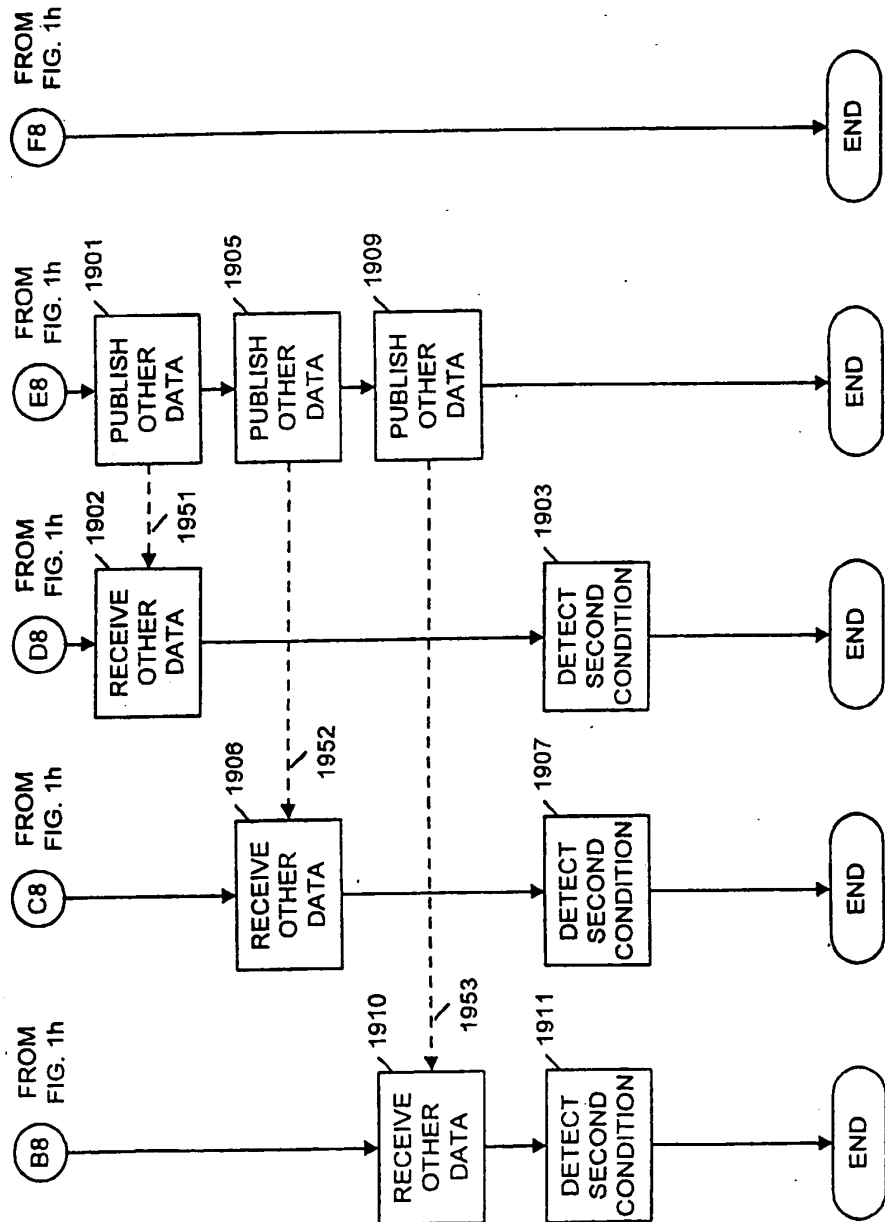 B8
FROM
FIG. 1h
1910
RECEIVE
OTHER
DATA
1953
1911
DETECT
SECOND
CONDITION
END
C8
FROM
FIG. 1h
1906
RECEIVE
OTHER
DATA
1952
1907
DETECT
SECOND
CONDITION
END
D8
FROM
FIG. 1h
1902
RECEIVE
OTHER
DATA
1951
1903
DETECT
SECOND
CONDITION
END
E8
FROM
FIG. 1h
1901
PUBLISH
OTHER
DATA
1905
PUBLISH
OTHER
DATA
1909
PUBLISH
OTHER
DATA
END
F8
FROM
FIG. 1h
END